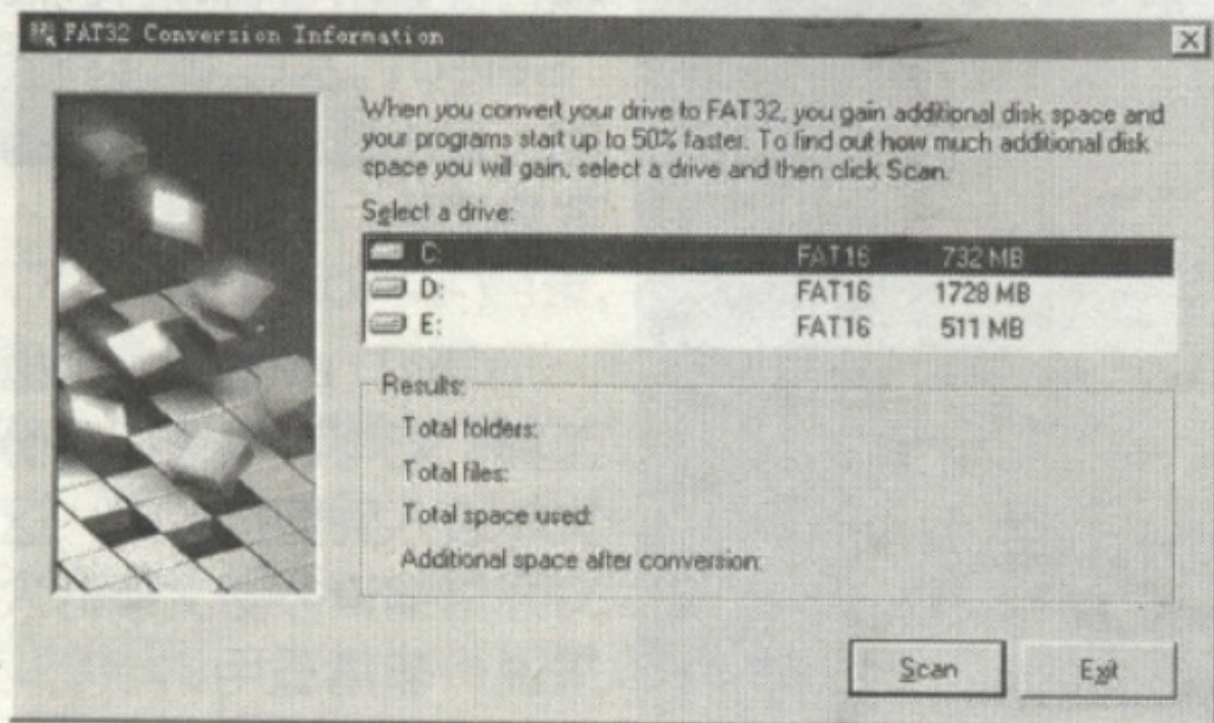 FAT32 Conversion Information
When you convert your drive to FAT32, you gain additional disk space and
your programs start up to 50% faster. To find out how much additional disk
space you will gain, select a drive and then click Scan.
Select a drive:
C: FAT16 732 MB
D: FAT16 1728 MB
E: FAT16 511 MB
Results:
Total folders:
Total files:
Total space used:
Additional space after conversion:
Scan Exit